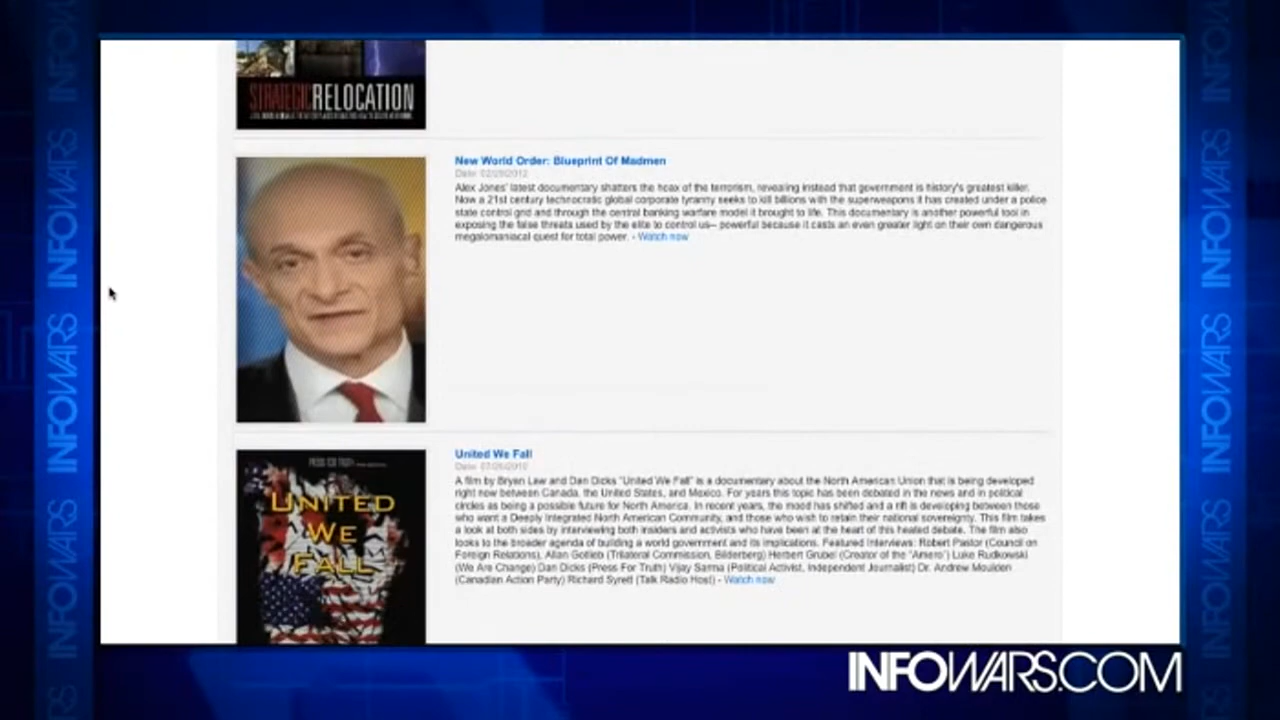 STRATEGIC RELOCATION
New World Order: Blueprint Of Madmen
Alex Jones' latest documentary shatters the hoax of the terrorism, revealing instead that government is history's greatest killer.
Now a 21st century technocratic global corporate tyranny seeks to kill billions with the superweapons it has created under a police
state control grid and through the central banking warfare model it brought to life. This documentary is another powerful tool in
exposing the false threats used by the elite to control us-- powerful because it casts an even greater light on their own dangerous
megalomaniacal quest for total power. - Watch now
UNITED
WE
FALL
United We Fall
A film by Bryan Law and Dan Dicks "United We Fall" is a documentary about the North American Union that is being developed
right now between Canada, the United States, and Mexico. For years this topic has been debated in the news and in political
circles as being a possible future for North America. In recent years, the mood has shifted and a rift is developing between those
who want a Deeply Integrated North American Community, and those who wish to retain their national sovereignty. This film takes
a look at both sides by interviewing both insiders and activists who have been at the heart of this heated debate. The film also
looks to the broader agenda of building a world government and its implications. Featured Interviews: Robert Pastor (Council on
Foreign Relations), Allan Gotlieb (Trilateral Commission, Bilderberg) Herbert Grubel (Creator of the "Amero") Luke Rudkowski
(We Are Change) Dan Dicks (Press For Truth) Vijay Sarma (Political Activist, Independent Journalist) Dr. Andrew Moulden
(Canadian Action Party) Richard Syrett (Talk Radio Host) - Watch now
INFOWARS
INFOWARS
INFOWARS
INFOWARS
INFOWARS
INFOWARS
INFOWARS
INFOWARS
INFOWARS.COM